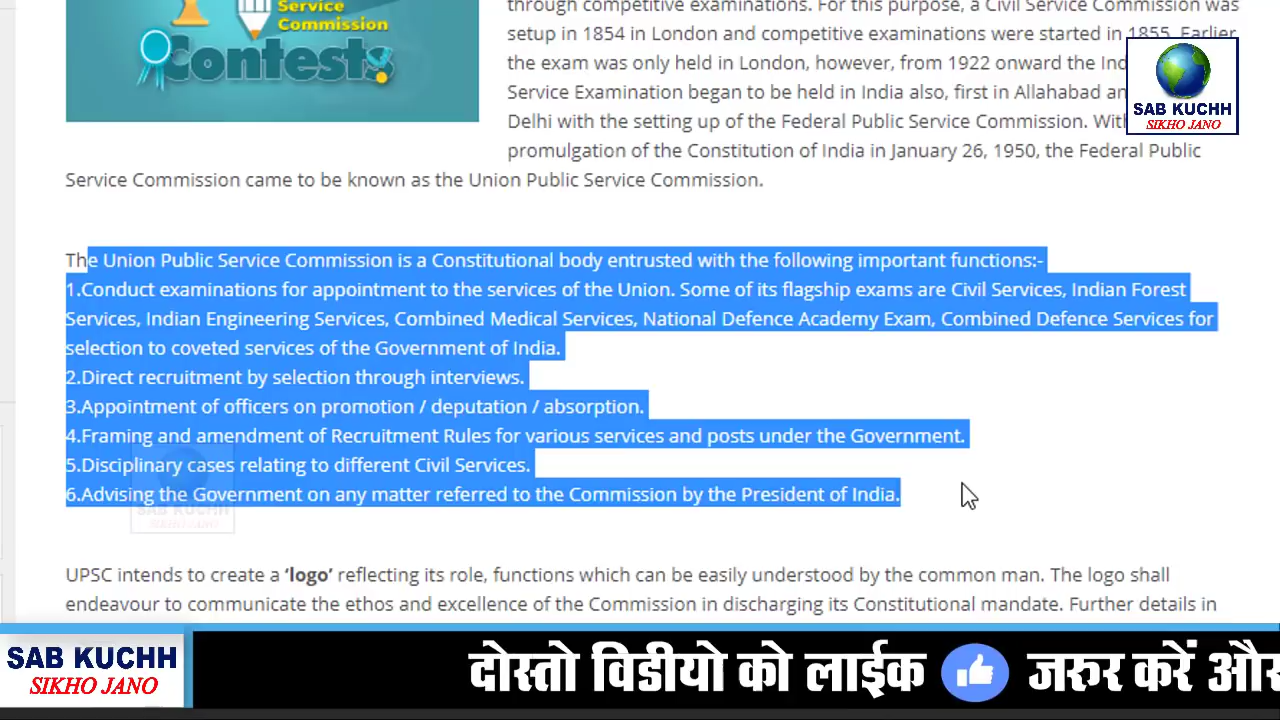 Service
Commission
Contest
through competitive examinations. For this purpose, a Civil Service Commission was
setup in 1854 in London and competitive examinations were started in 1855. Earlier
the exam was only held in London, however, from 1922 onward the
Service Examination began to be held in India also, first in Allahabad
Delhi with the setting up of the Federal Public Service Commission.
promulgation of the Constitution of India in January 26, 1950, the Federal Public
Service Commission came to be known as the Union Public Service Commission.
SAB KUCHH
SIKHO JANO
The Union Public Service Commission is a Constitutional body entrusted with the following important functions:-
1.Conduct examinations for appointment to the services of the Union. Some of its flagship exams are Civil Services, Indian Forest
Services, Indian Engineering Services, Combined Medical Services, National Defence Academy Exam, Combined Defence Services for
selection to coveted services of the Government of India.
2.Direct recruitment by selection through interviews.
3.Appointment of officers on promotion / deputation / absorption.
4.Framing and amendment of Recruitment Rules for various services and posts under the Government.
5.Disciplinary cases relating to different Civil Services.
6.Advising the Government on any matter referred to the Commission by the President of India.
SAB KUCHH
SIKHO JANO
UPSC intends to create a ‘logo’ reflecting its role, functions which can be easily understood by the common man. The logo shall
endeavour to communicate the ethos and excellence of the Commission in discharging its Constitutional mandate. Further details in
SAB KUCHH
SIKHO JANO
दोस्तो विडीयो को लाईक जरुर करें और